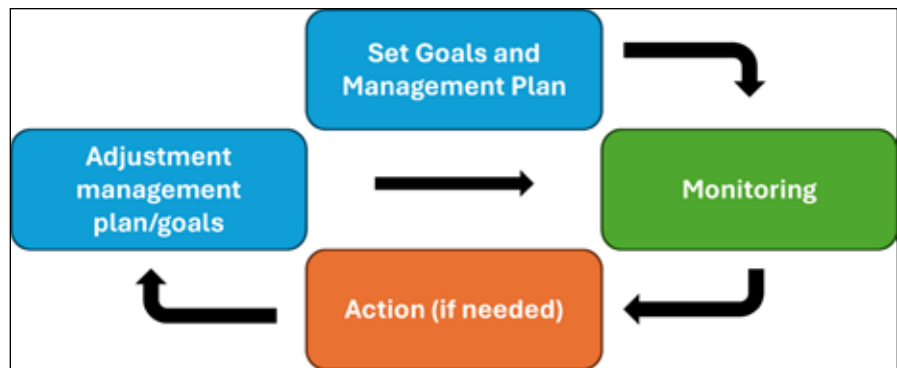 Set Goals and
Management Plan
Adjustment
management
plan/goals
Monitoring
Action (if needed)